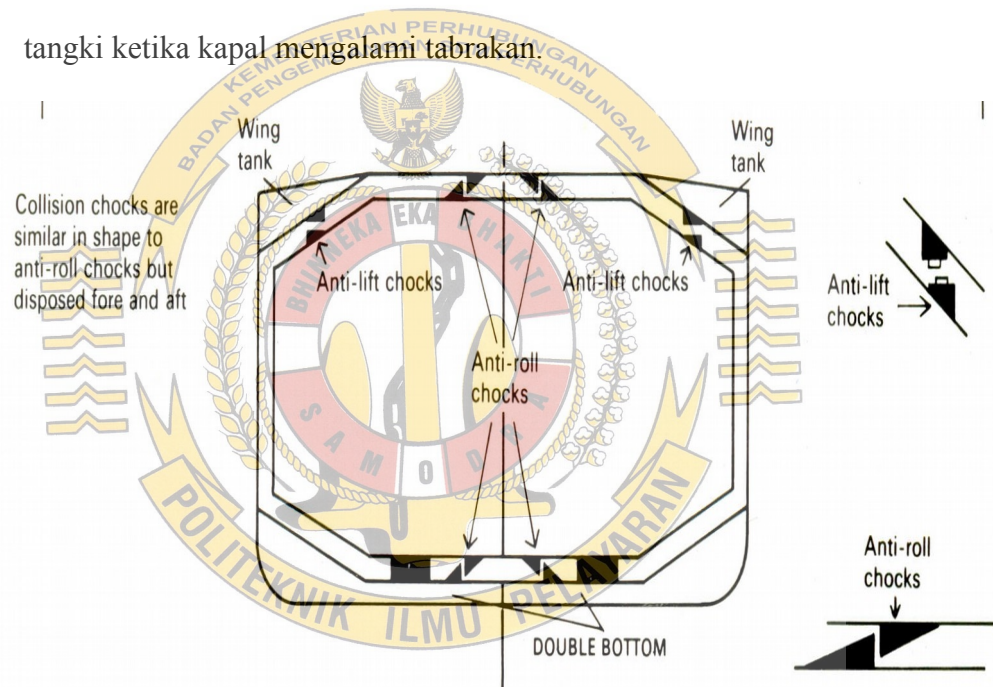 tangki ketika kapal mengalami tabrakan.
KEMENTERIAN PERHUBUNGAN
BADAN PENGEMBANGAN SDM PERHUBUNGAN
Wing
tank
Wing
tank
Collision chocks are
similar in shape to
anti-roll chocks but
disposed fore and aft
BHINNEKA EKA BHAKTI
Anti-lift chocks
Anti-lift chocks
Anti-lift
chocks
Anti-roll
chocks
SAMODRA
POLITEKNIK ILMU PELAYARAN
Anti-roll
chocks
DOUBLE BOTTOM